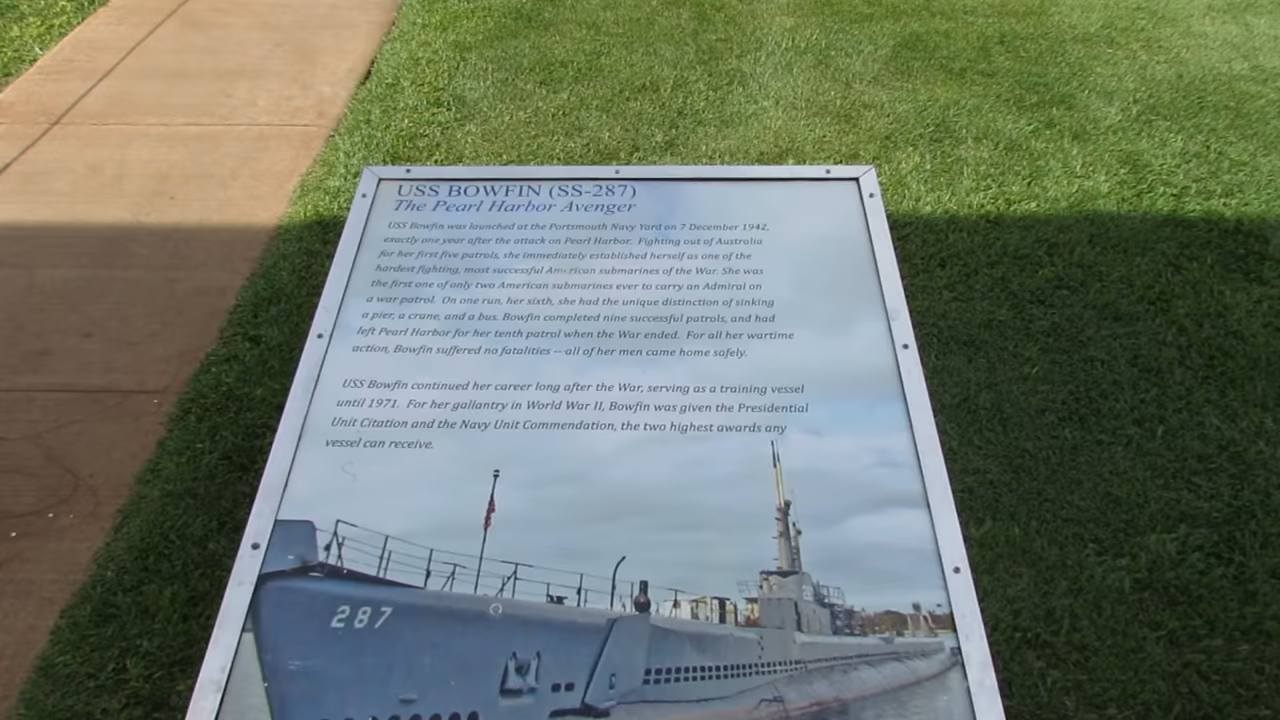 USS BOWFIN (SS-287)
The Pearl Harbor Avenger
USS Bowfin was launched at the Portsmouth Navy Yard on 7 December 1942,
exactly one year after the attack on Pearl Harbor. Fighting out of Australia
for her first five patrols, she immediately established herself as one of the
hardest fighting, most successful American submarines of the War. She was
the first one of only two American submarines ever to carry an Admiral on
a war patrol. On one run, her sixth, she had the unique distinction of sinking
a pier, a crane, and a bus. Bowfin completed nine successful patrols, and had
left Pearl Harbor for her tenth patrol when the War ended. For all her wartime
action, Bowfin suffered no fatalities -- all of her men came home safely.
USS Bowfin continued her career long after the War, serving as a training vessel
until 1971. For her gallantry in World War II, Bowfin was given the Presidential
Unit Citation and the Navy Unit Commendation, the two highest awards any
vessel can receive.
287